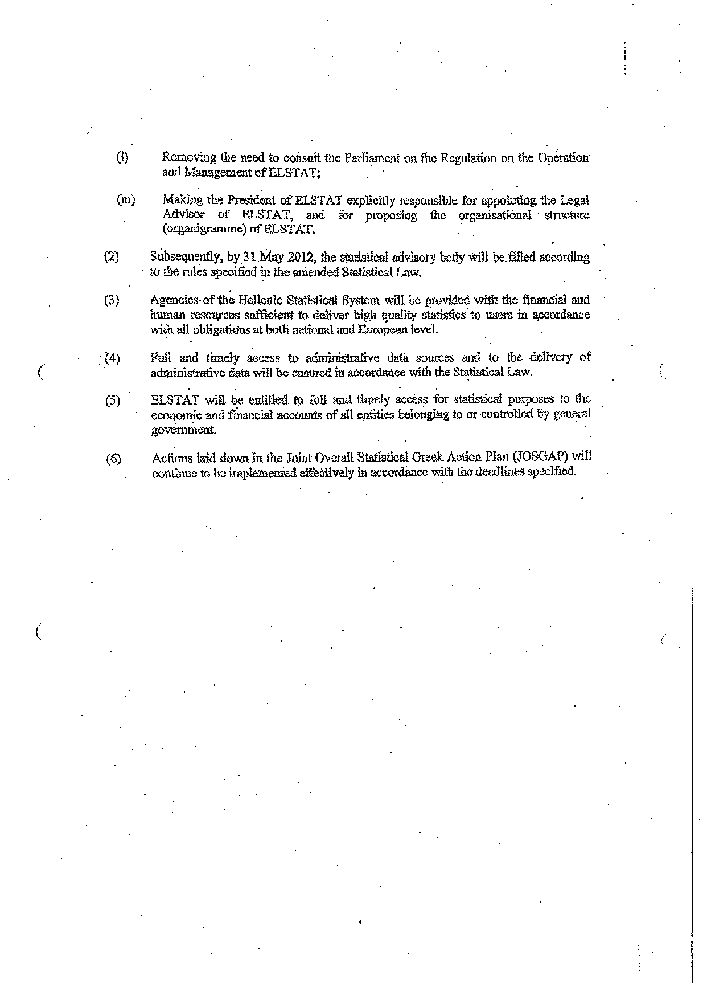 (l) Removing the need to consult the Parliament on the Regulation on the Operation
and Management of ELSTAT;
(m) Making the President of ELSTAT explicitly responsible for appointing the Legal
Advisor of ELSTAT, and for proposing the organisational structure
(organigramme) of ELSTAT.
(2) Subsequently, by 31 May 2012, the statistical advisory body will be filled according
to the rules specified in the amended Statistical Law.
(3) Agencies of the Hellenic Statistical System will be provided with the financial and
human resources sufficient to deliver high quality statistics to users in accordance
with all obligations at both national and European level.
(4) Full and timely access to administrative data sources and to the delivery of
administrative data will be ensured in accordance with the Statistical Law.
(5) ELSTAT will be entitled to full and timely access for statistical purposes to the
economic and financial accounts of all entities belonging to or controlled by general
government.
(6) Actions laid down in the Joint Overall Statistical Greek Action Plan (JOSGAP) will
continue to be implemented effectively in accordance with the deadlines specified.